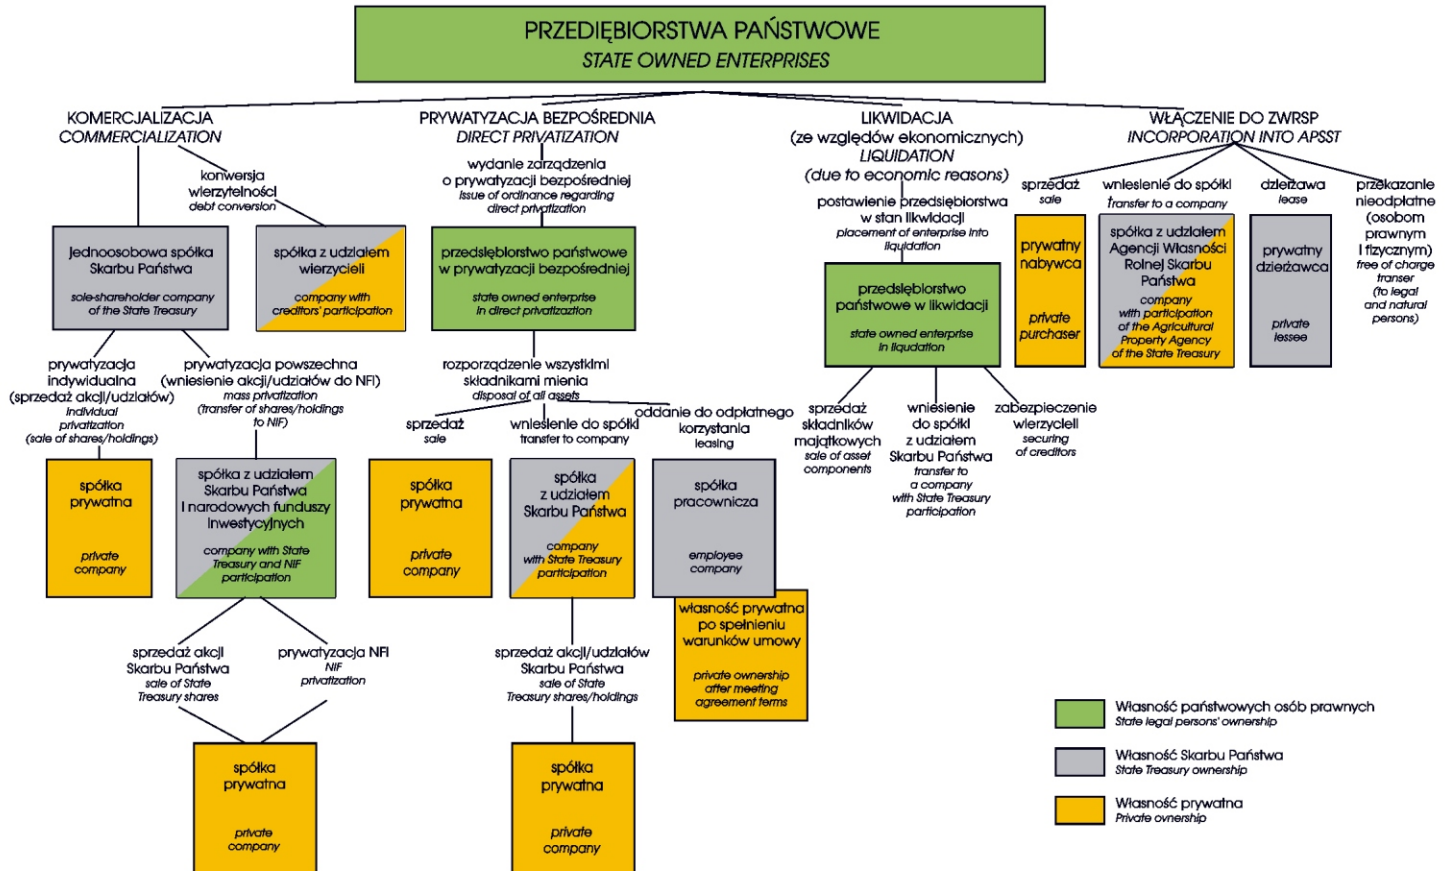 PRZEDIĘBIORSTWA PAŃSTWOWE
STATE OWNED ENTERPRISES
KOMERCJALIZACJA
COMMERCIALIZATION
konwersja
wierzytelności
debt conversion
Jednoosobowa spółka
Skarbu Państwa
sole-shareholder company
of the State Treasury
spółka z udziałem
wierzycieli
company with
creditors' participation
prywatyzacja
indywidualna
(sprzedaż akcji/udziałów)
individual
privatization
(sale of shares/holdings)
prywatyzacja powszechna
(wniesienie akcji/udziałów do NFI)
mass privatization
(transfer of shares/holdings
to NIF)
spółka
prywatna
private
company
spółka z udziałem
Skarbu Państwa
I narodowych funduszy
Inwestycyjnych
company with State
Treasury and NIF
participation
sprzedaż akcji
Skarbu Państwa
sale of State
Treasury shares
prywatyzacja NFI
NIF
privatization
spółka
prywatna
private
company
PRYWATYZACJA BEZPOŚREDNIA
DIRECT PRIVATIZATION
wydanie zarządzenia
o prywatyzacji bezpośredniej
issue of ordinance regarding
direct privatization
przedsiębiorstwo państwowe
w prywatyzacji bezpośredniej
state owned enterprise
in direct privatizaztion
rozporządzenie wszystkimi
składnikami mienia
disposal of all assets
sprzedaż
sale
wniesienie do spółki
transfer to company
oddanie do odpłatnego
korzystania
leasing
spółka
prywatna
private
company
spółka
z udziałem
Skarbu Państwa
company
with State Treasury
participation
spółka
pracownicza
employee
company
własność prywatna
po spełnieniu
warunków umowy
private ownership
after meeting
agreement terms
sprzedaż akcji/udziałów
Skarbu Państwa
sale of State
Treasury shares/holdings
spółka
prywatna
private
company
LIKWIDACJA
(ze względów ekonomicznych)
LIQUIDATION
(due to economic reasons)
postawienie przedsiębiorstwa
w stan likwidacji
placement of enterprise into
liquidation
przedsiębiorstwo
państwowe w likwidacji
state owned enterprise
in liqudation
sprzedaż
składników
majątkowych
sale of asset
components
wniesienie
do spółki
z udziałem
Skarbu Państwa
transfer to
a company
with State Treasury
participation
zabezpieczenie
wierzycieli
securing
of creditors
WŁĄCZENIE DO ZWRSP
INCORPORATION INTO APSST
sprzedaż
sale
wniesienie do spółki
Transfer to a company
dzierżawa
lease
przekazanie
nieodpłatne
(osobom
prawnym
I fizycznym)
free of charge
transer
(to legal
and natural
persons)
prywatny
nabywca
private
purchaser
spółka z udziałem
Agencji Własności
Rolnej Skarbu
Państwa
company
with participation
of the Agricultural
Property Agency
of the State Treasury
prywatny
dzierżawca
private
lessee
Własność państwowych osób prawnych
State legal persons' ownership
Własność Skarbu Państwa
State Treasury ownership
Własność prywatna
Private ownership